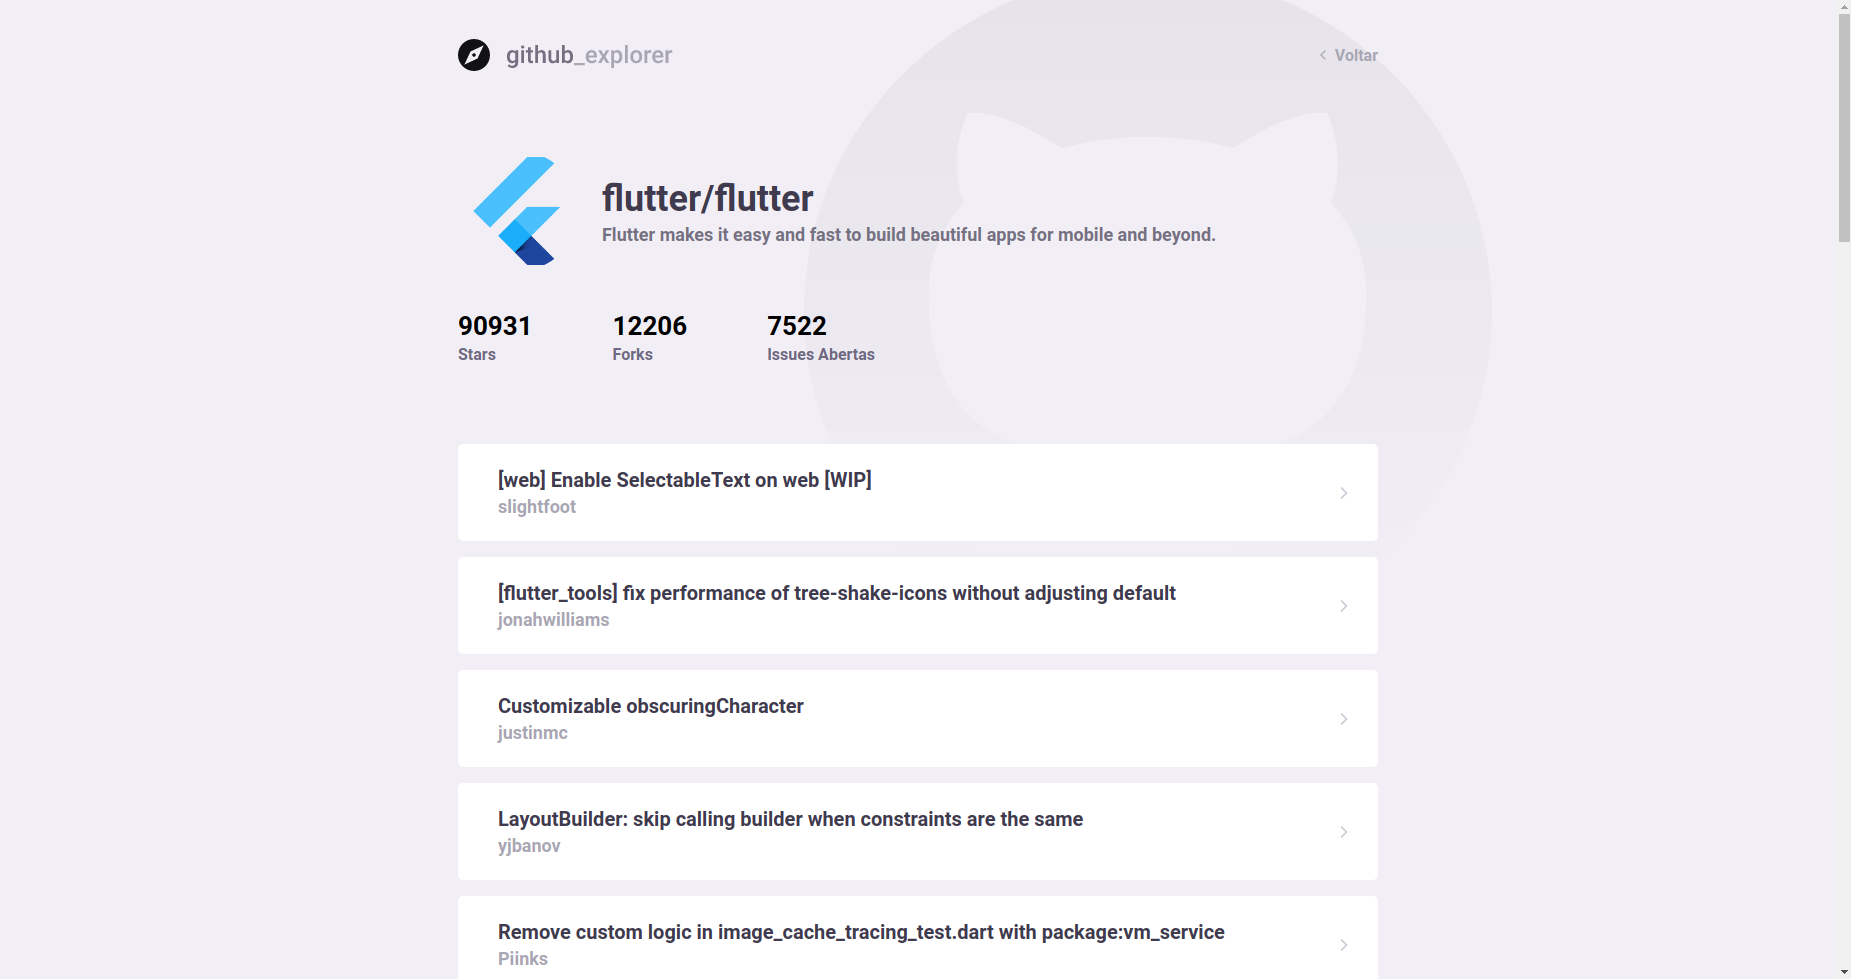 github_explorer
Voltar
flutter/flutter
Flutter makes it easy and fast to build beautiful apps for mobile and beyond.
90931
Stars
12206
Forks
7522
Issues Abertas
[web] Enable SelectableText on web [WIP]
slightfoot
[flutter_tools] fix performance of tree-shake-icons without adjusting default
jonahwilliams
Customizable obscuringCharacter
justinmc
LayoutBuilder: skip calling builder when constraints are the same
yjbanov
Remove custom logic in image_cache_tracing_test.dart with package:vm_service
Piinks